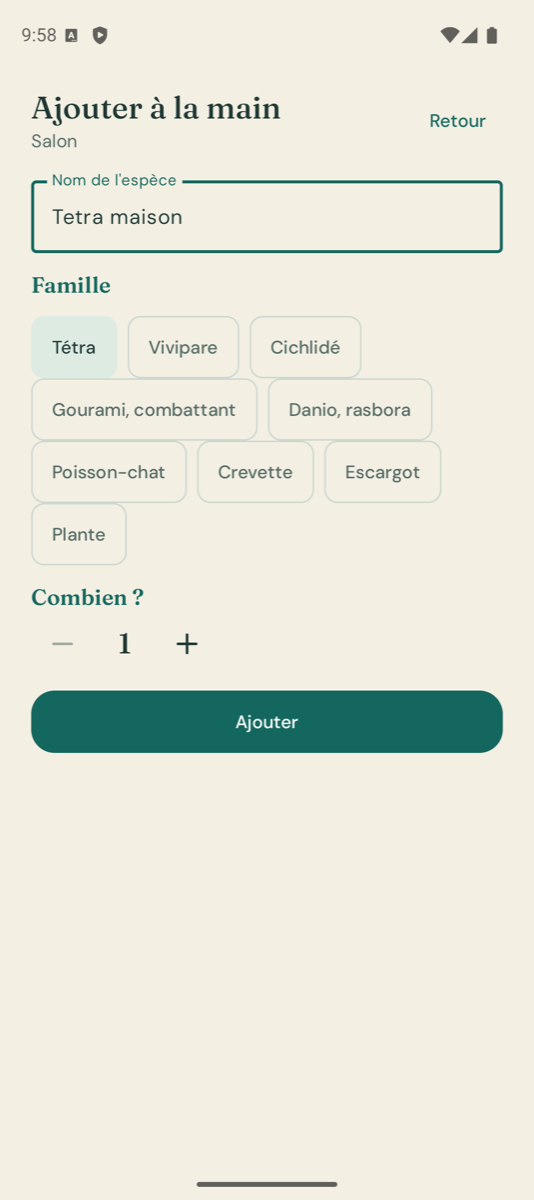 9:58
Ajouter à la main
Retour
Salon
Nom de l'espèce
Tetra maison
Famille
Tétra
Vivipare
Cichlidé
Gourami, combattant
Danio, rasbora
Poisson-chat
Crevette
Escargot
Plante
Combien ?
1
Ajouter